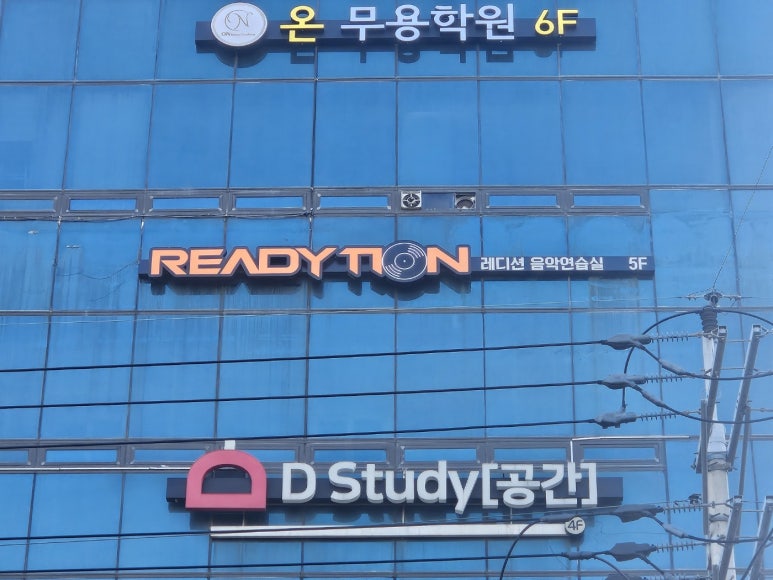 ON 온 무용학원 6F
READYTION 레디션 음악연습실 5F
D Study[공간]
4F